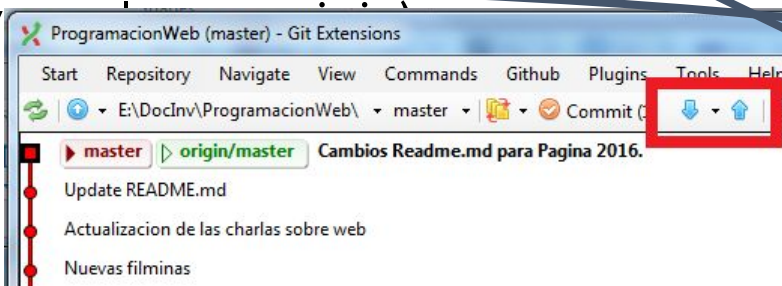 ProgramacionWeb (master) - Git Extensions
Start Repository Navigate View Commands Github Plugins Tools Help
E:\DocInv\ProgramacionWeb\ master Commit (
master origin/master Cambios Readme.md para Pagina 2016.
Update README.md
Actualizacion de las charlas sobre web
Nuevas filminas